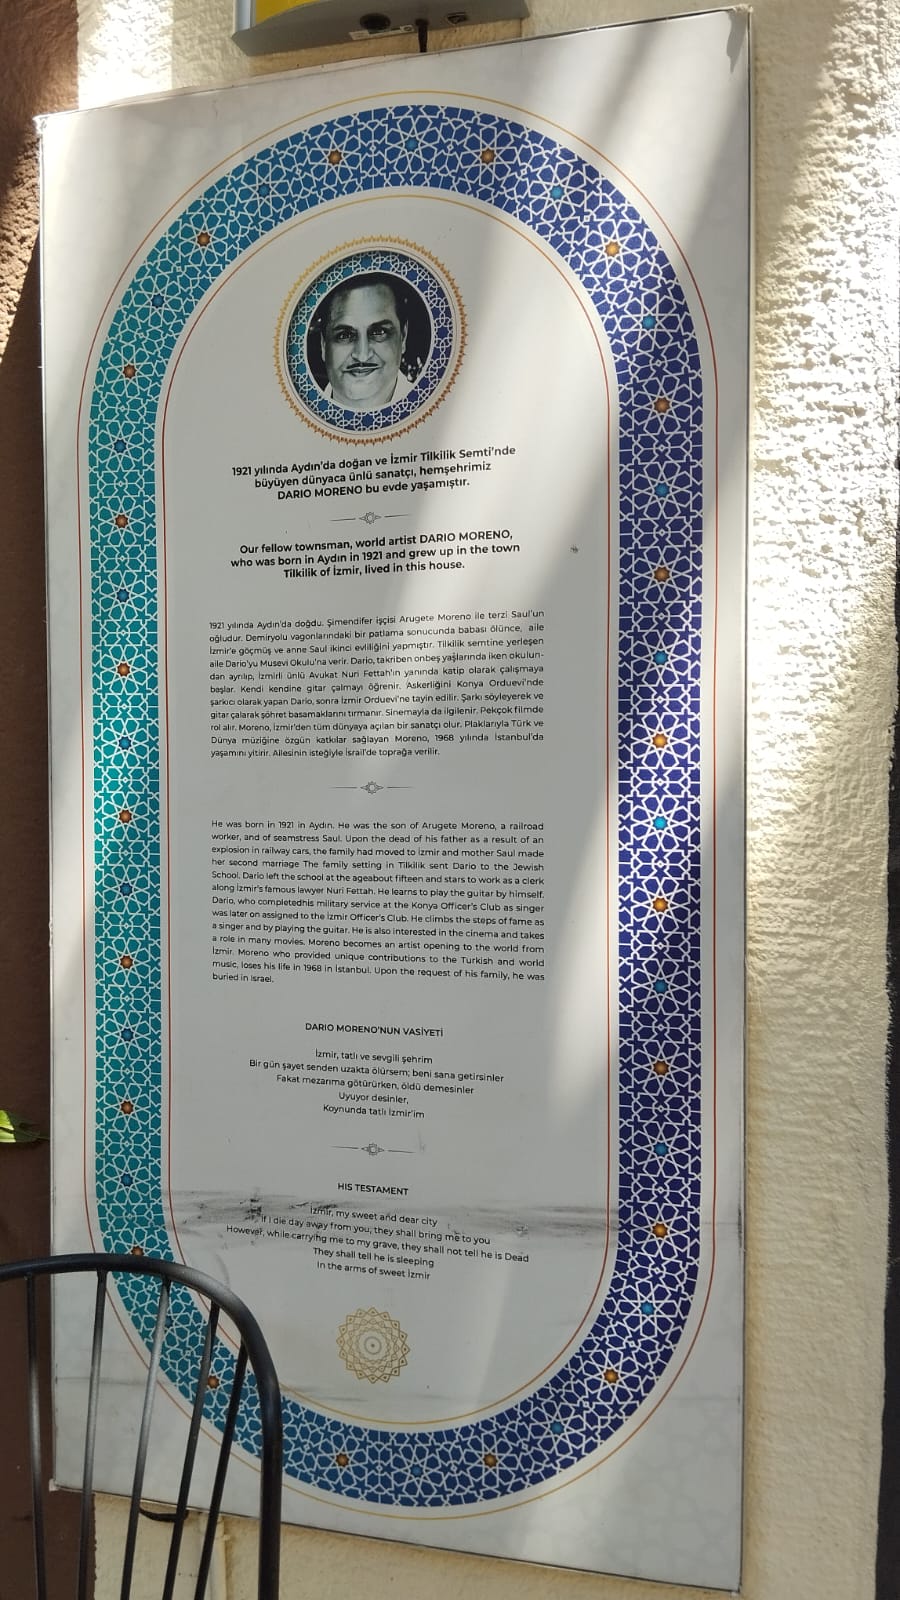 1921 yılında Aydın'da doğan ve İzmir Tilkilik Semti'nde
büyüyen dünyaca ünlü sanatçı, hemşehrimiz
DARIO MORENO bu evde yaşamıştır.
Our fellow townsman, world artist DARIO MORENO,
who was born in Aydın in 1921 and grew up in the town
Tilkilik of İzmir, lived in this house.
1921 yılında Aydın'da doğdu. Şimendifer işçisi Arugete Moreno ile terzi Saul'un
oğludur. Demiryolu vagonlarındaki bir patlama sonucunda babası ölünce, aile
İzmir'e göçmüş ve anne Saul ikinci evliliğini yapmıştır. Tilkilik semtine yerleşen
aile Dario'yu Musevi Okulu'na verir. Dario, takriben onbeş yaşlarında iken okulun-
dan ayrılıp, İzmirli ünlü Avukat Nuri Fettah'ın yanında katip olarak çalışmaya
başlar. Kendi kendine gitar çalmayı öğrenir. Askerliğini Konya Orduevi'nde
şarkıcı olarak yapan Dario, sonra İzmir Orduevi'ne tayin edilir. Şarkı söyleyerek ve
gitar çalarak şöhret basamaklarını tırmanır. Sinemayla da ilgilenir. Pekçok filmde
rol alır. Moreno, İzmir'den tüm dünyaya açılan bir sanatçı olur. Plaklarıyla Türk ve
Dünya müziğine özgün katkılar sağlayan Moreno, 1968 yılında İstanbul'da
yaşamını yitirir. Ailesinin isteğiyle İsrail'de toprağa verilir.
He was born in 1921 in Aydın. He was the son of Arugete Moreno, a railroad
worker, and of seamstress Saul. Upon the dead of his father as a result of an
explosion in railway cars, the family had moved to İzmir and mother Saul made
her second marriage The family setting in Tilkilik sent Dario to the Jewish
School. Dario left the school at the ageabout fifteen and stars to work as a clerk
along İzmir's famous lawyer Nuri Fettah. He learns to play the guitar by himself.
Dario, who completedhis military service at the Konya Officer's Club as singer
was later on assigned to the İzmir Officer's Club. He climbs the steps of fame as
a singer and by playing the guitar. He is also interested in the cinema and takes
a role in many movies. Moreno becomes an artist opening to the world from
İzmir. Moreno who provided unique contributions to the Turkish and world
music, loses his life in 1968 in İstanbul. Upon the request of his family, he was
buried in Israel.
DARIO MORENO'NUN VASİYETİ
İzmir, tatlı ve sevgili şehrim
Bir gün şayet senden uzakta ölürsem; beni sana getirsinler
Fakat mezarıma götürürken, öldü demesinler
Uyuyor desinler,
Koynunda tatlı İzmir'im
HIS TESTAMENT
İzmir, my sweet and dear city
If I die day away from you, they shall bring me to you
However, while carrying me to my grave, they shall not tell he is Dead
They shall tell he is sleeping
In the arms of sweet İzmir